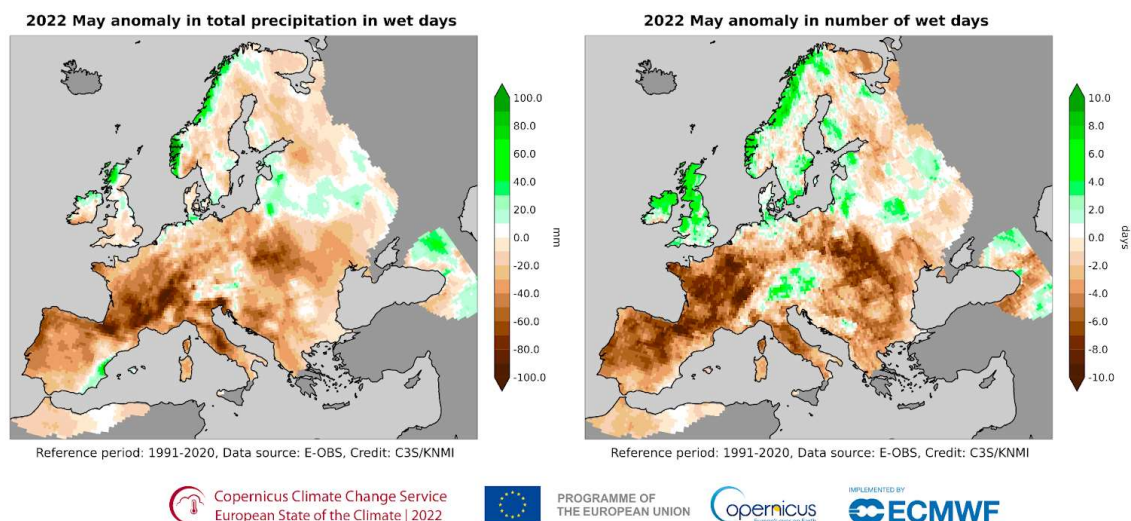 2022 May anomaly in total precipitation in wet days
100.0
80.0
60.0
40.0
20.0
0.0
-20.0
-40.0
-60.0
-80.0
-100.0
mm
Reference period: 1991-2020, Data source: E-OBS, Credit: C3S/KNMI
2022 May anomaly in number of wet days
10.0
8.0
6.0
4.0
2.0
0.0
-2.0
-4.0
-6.0
-8.0
-10.0
days
Reference period: 1991-2020, Data source: E-OBS, Credit: C3S/KNMI
Copernicus Climate Change Service
European State of the Climate | 2022
PROGRAMME OF
THE EUROPEAN UNION
opernicus
IMPLEMENTED BY
ECMWF